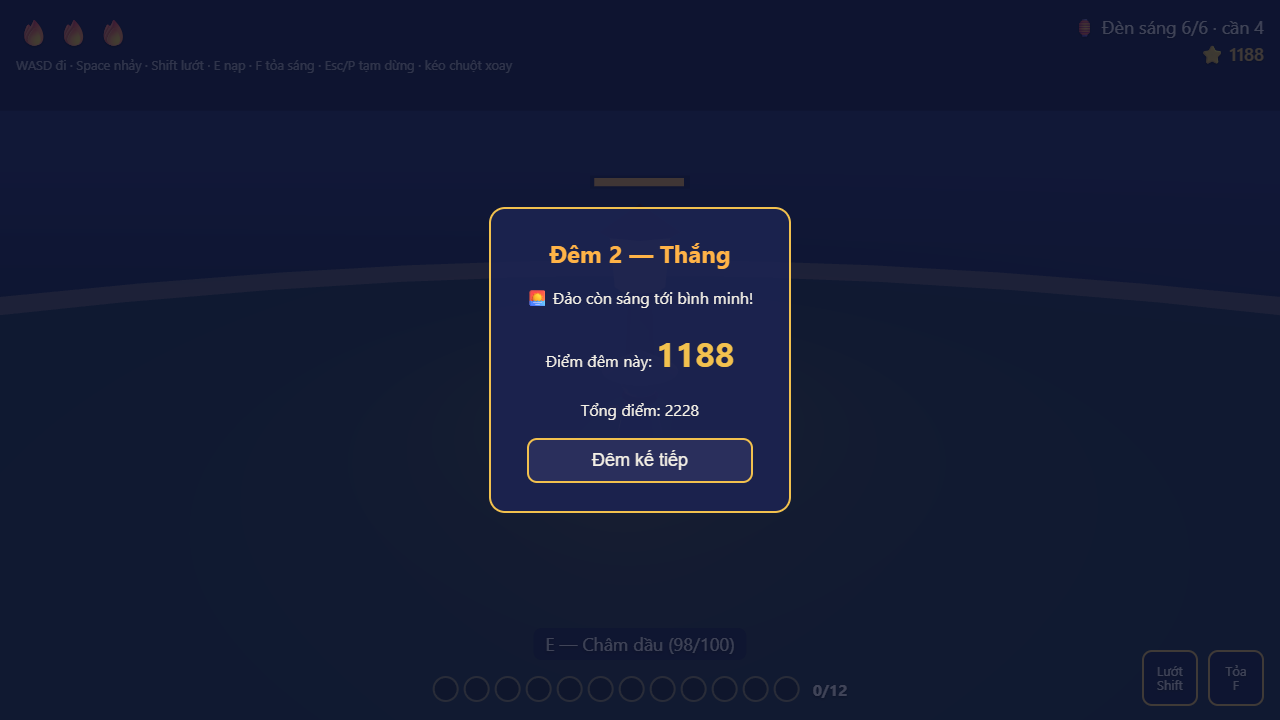 Đèn sáng 6/6 · cần 4
1188
WASD đi · Space nhảy · Shift lướt · E nạp · F tỏa sáng · Esc/P tạm dừng · kéo chuột xoay
Đêm 2 — Thắng
Đảo còn sáng tới bình minh!
Điểm đêm này: 1188
Tổng điểm: 2228
Đêm kế tiếp
E — Châm dầu (98/100)
0/12
Lướt
Shift
Tỏa
F